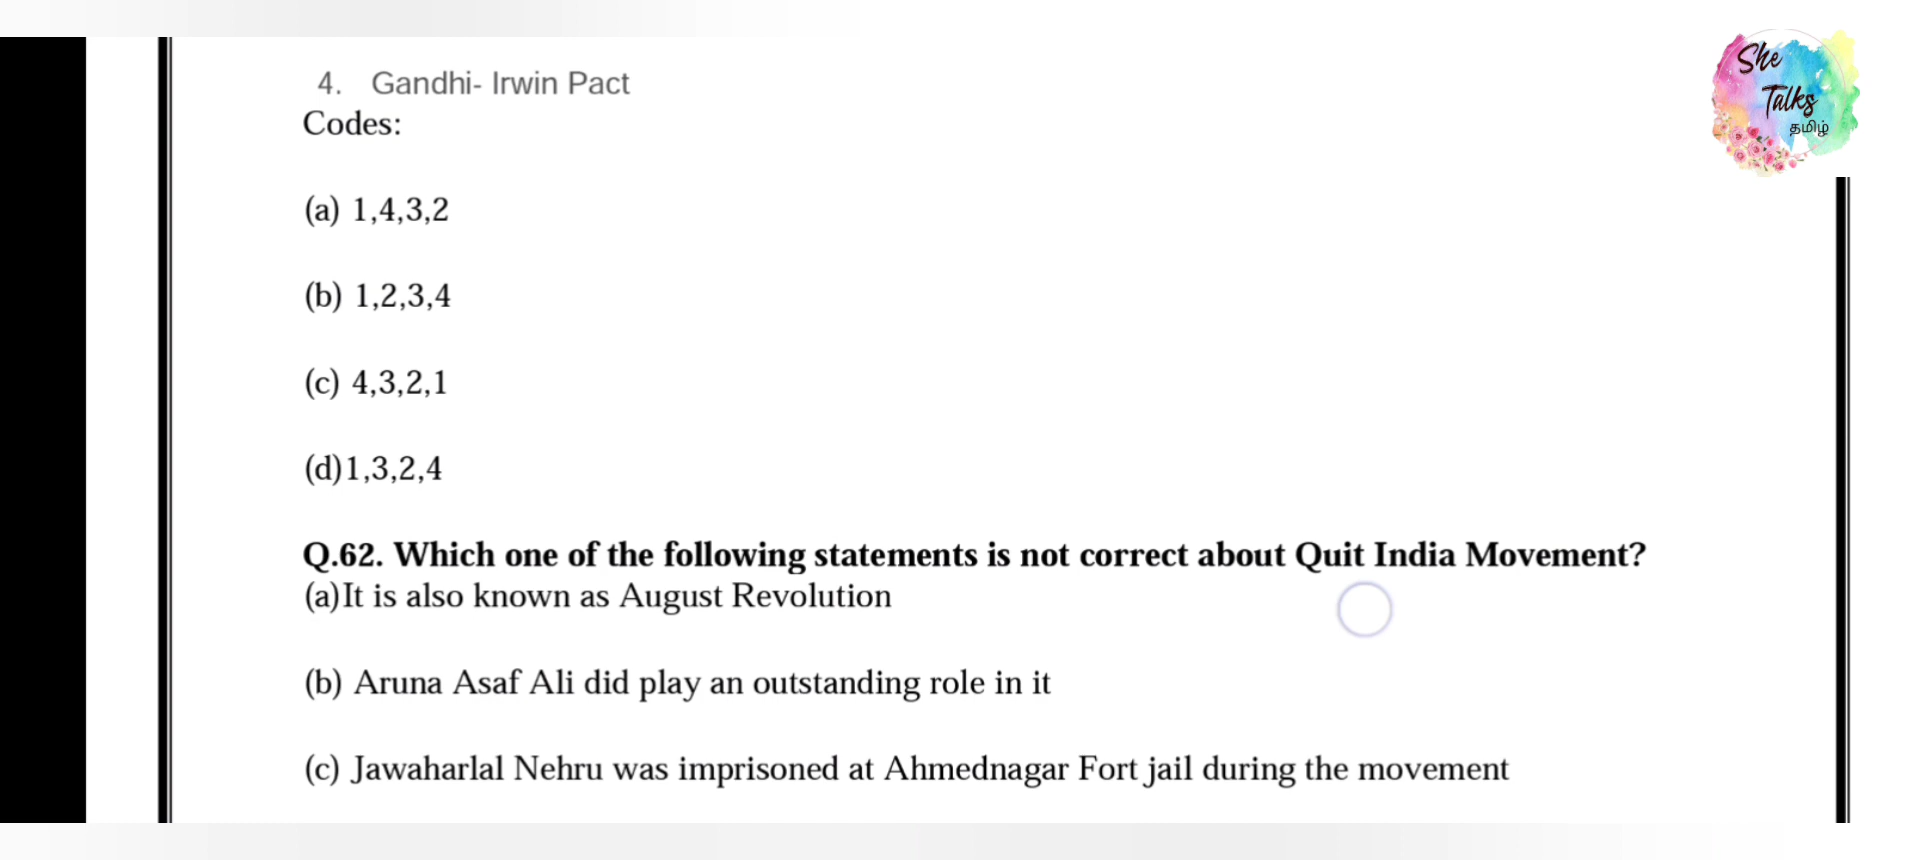 She
Talks
தமிழ்
4. Gandhi- Irwin Pact
Codes:
(a) 1,4,3,2
(b) 1,2,3,4
(c) 4,3,2,1
(d)1,3,2,4
Q.62. Which one of the following statements is not correct about Quit India Movement?
(a)It is also known as August Revolution
(b) Aruna Asaf Ali did play an outstanding role in it
(c) Jawaharlal Nehru was imprisoned at Ahmednagar Fort jail during the movement